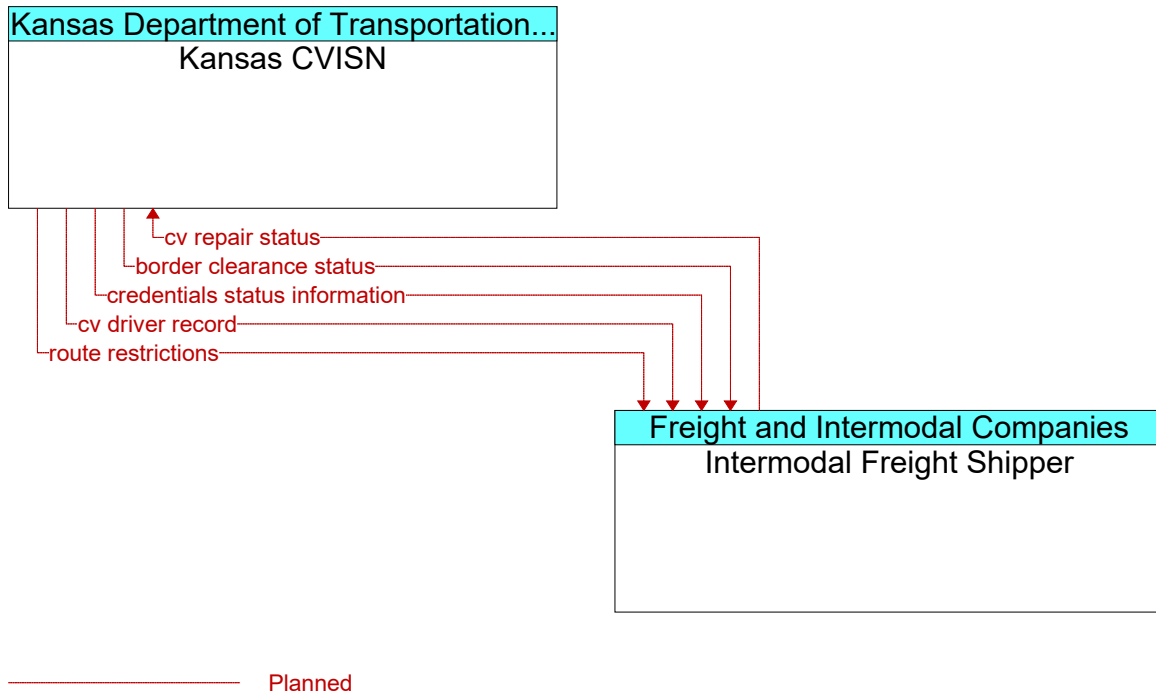 Kansas Department of Transportation...
Kansas CVISN
cv repair status
border clearance status
credentials status information
cv driver record
route restrictions
Freight and Intermodal Companies
Intermodal Freight Shipper
Planned